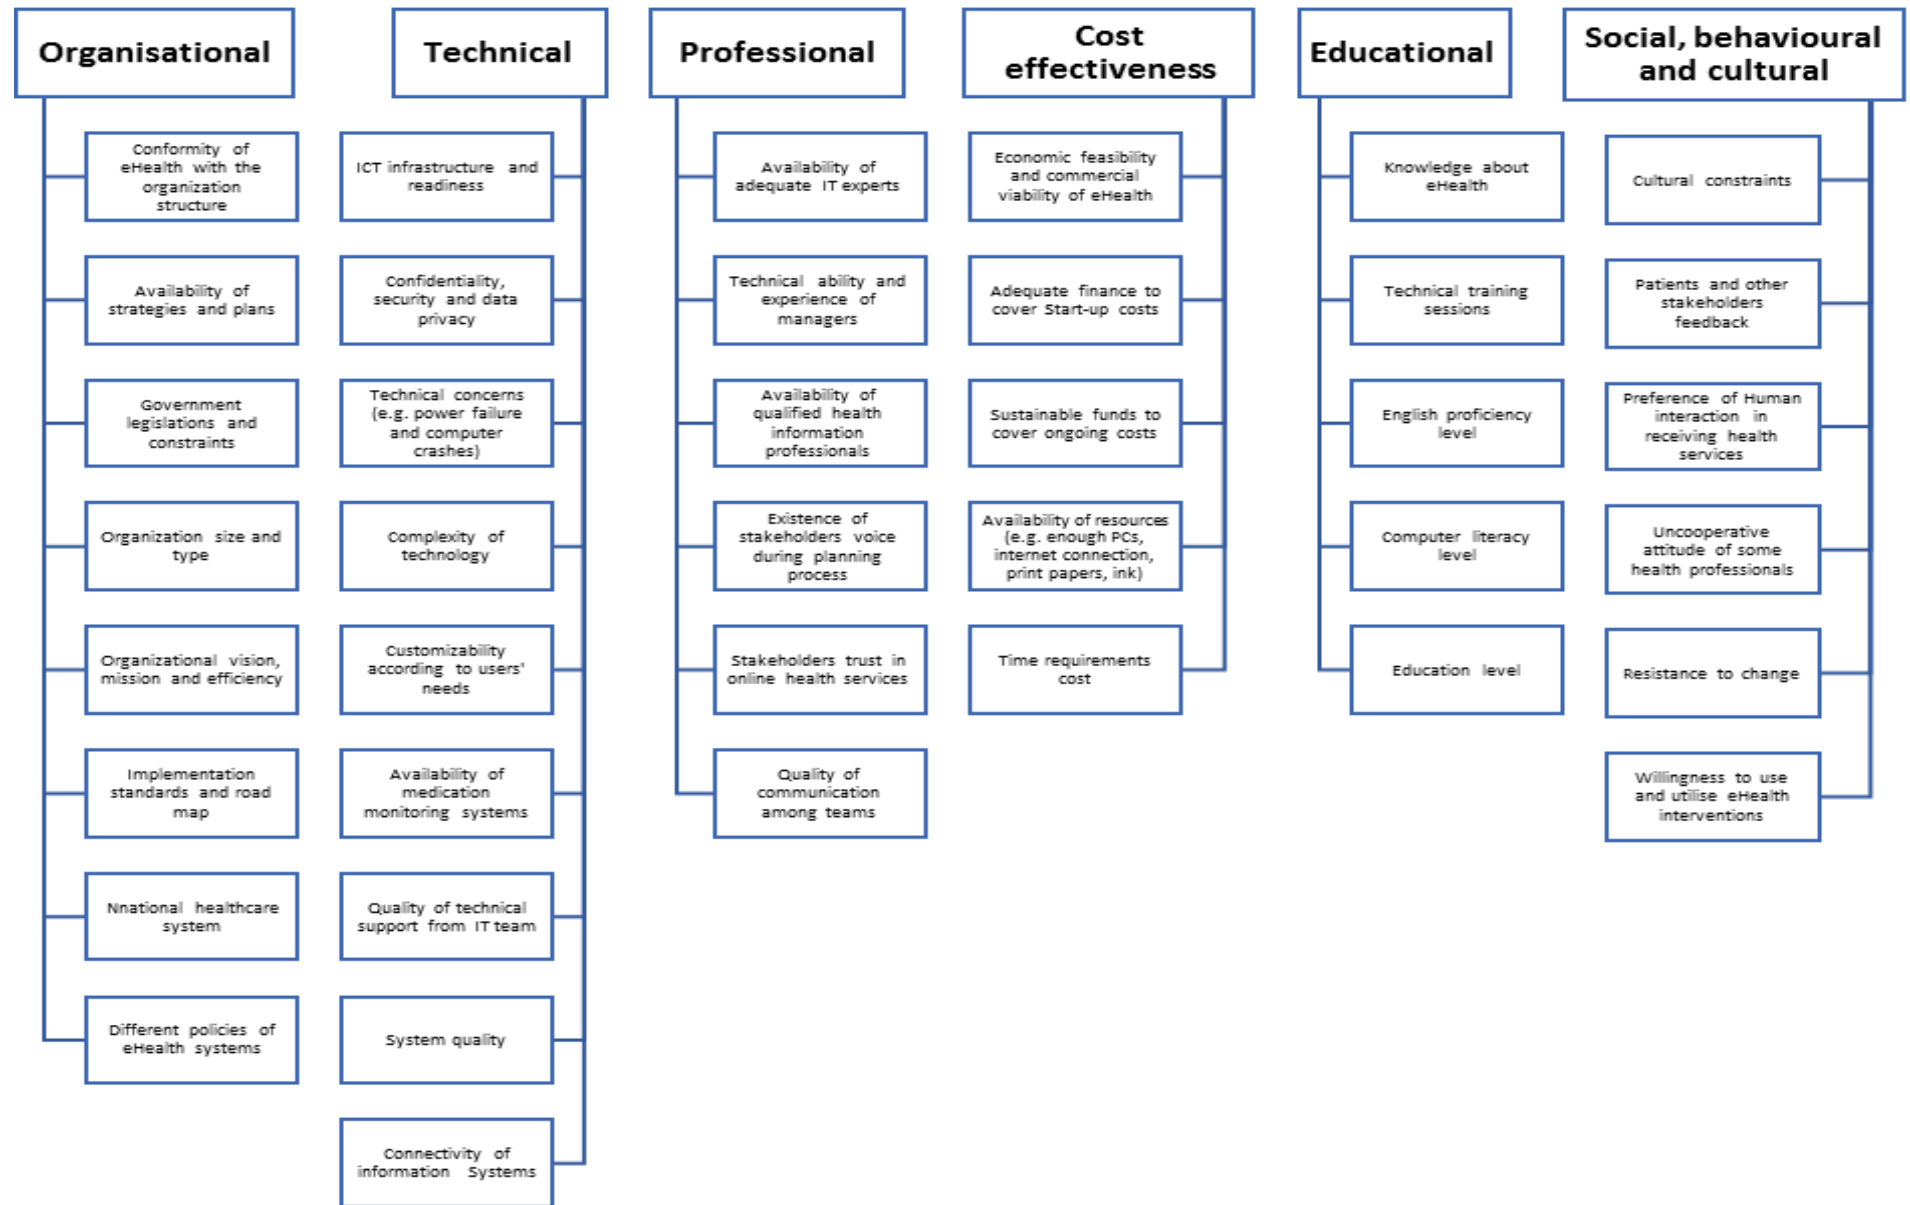 Organisational
Conformity of
eHealth with the
organization
structure
Availability of
strategies and plans
Government
legislations and
constraints
Organization size and
type
Organizational vision,
mission and efficiency
Implementation
standards and road
map
Nnational healthcare
system
Different policies of
eHealth systems
Technical
ICT infrastructure and
readiness
Confidentiality,
security and data
privacy
Technical concerns
(e.g. power failure
and computer
crashes)
Complexity of
technology
Customizability
according to users'
needs
Availability of
medication
monitoring systems
Quality of technical
support from IT team
System quality
Connectivity of
information Systems
Professional
Availability of
adequate IT experts
Technical ability and
experience of
managers
Availability of
qualified health
information
professionals
Existence of
stakeholders voice
during planning
process
Stakeholders trust in
online health services
Quality of
communication
among teams
Cost
effectiveness
Economic feasibility
and commercial
viability of eHealth
Adequate finance to
cover Start-up costs
Sustainable funds to
cover ongoing costs
Availability of resources
(e.g. enough PCs,
internet connection,
print papers, ink)
Time requirements
cost
Educational
Knowledge about
eHealth
Technical training
sessions
English proficiency
level
Computer literacy
level
Education level
Social, behavioural
and cultural
Cultural constraints
Patients and other
stakeholders
feedback
Preference of Human
interaction in
receiving health
services
Uncooperative
attitude of some
health professionals
Resistance to change
Willingness to use
and utilise eHealth
interventions